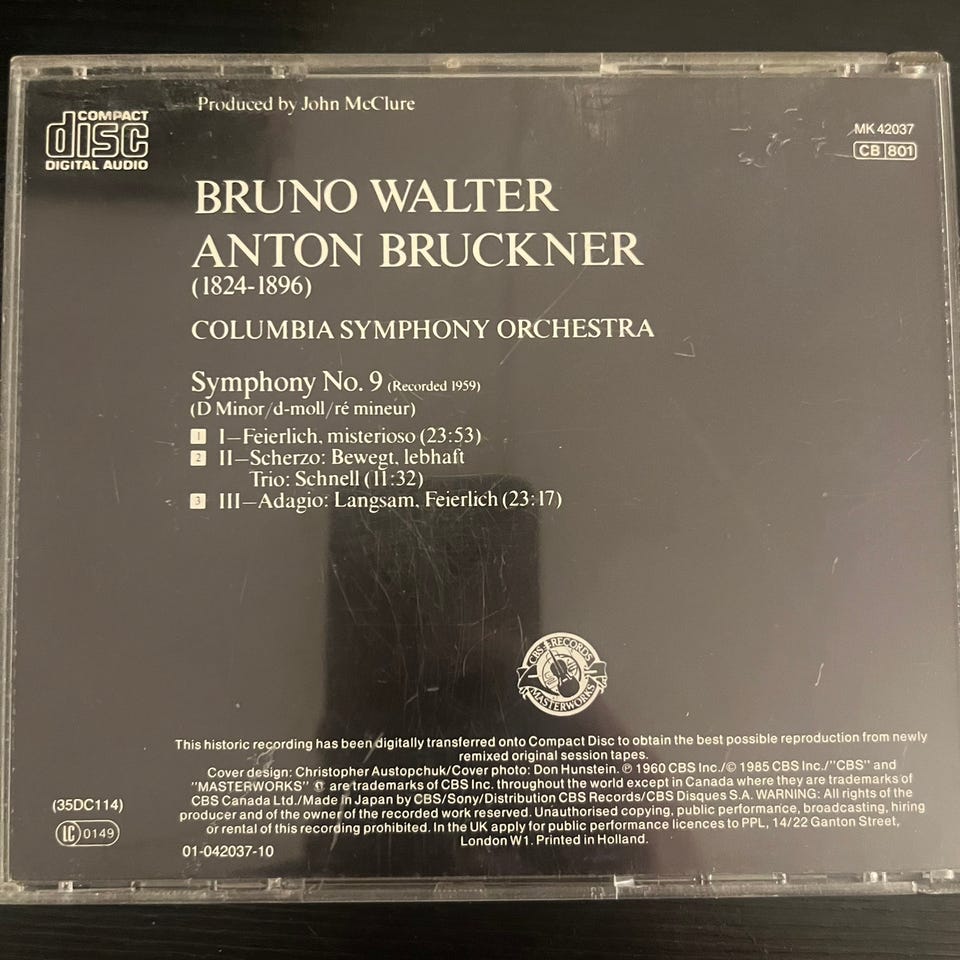 Produced by John McClure
COMPACT
disc
DIGITAL AUDIO
MK 42037
CB 801
BRUNO WALTER
ANTON BRUCKNER
(1824-1896)
COLUMBIA SYMPHONY ORCHESTRA
Symphony No. 9 (Recorded 1959)
(D Minor/d-moll/ré mineur)
1 I—Feierlich, misterioso (23:53)
2 II—Scherzo: Bewegt, lebhaft
Trio: Schnell (11:32)
3 III—Adagio: Langsam, Feierlich (23:17)
CBS RECORDS
MASTERWORKS
This historic recording has been digitally transferred onto Compact Disc to obtain the best possible reproduction from newly
remixed original session tapes.
Cover design: Christopher Austopchuk/Cover photo: Don Hunstein. ℗ 1960 CBS Inc./© 1985 CBS Inc./"CBS" and
"MASTERWORKS" are trademarks of CBS Inc. throughout the world except in Canada where they are trademarks of
CBS Canada Ltd./Made in Japan by CBS/Sony/Distribution CBS Records/CBS Disques S.A. WARNING: All rights of the
producer and of the owner of the recorded work reserved. Unauthorised copying, public performance, broadcasting, hiring
or rental of this recording prohibited. In the UK apply for public performance licences to PPL, 14/22 Ganton Street,
London W1. Printed in Holland.
(35DC114)
LC 0149
01-042037-10